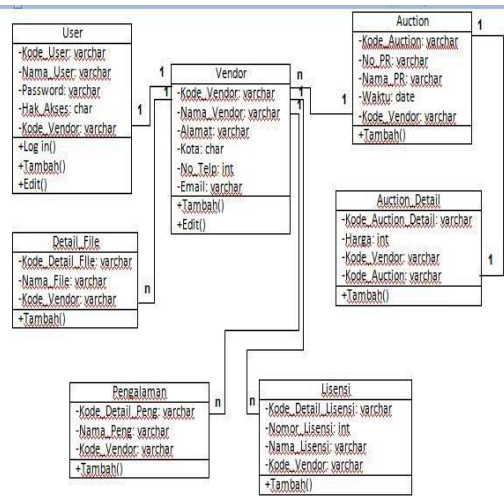 User
-Kode_User: varchar
-Nama_User: varchar
-Password: varchar
-Hak_Akses: char
-Kode_Vendor: varchar
+Log in()
+Tambah()
+Edit()
1
1
Vendor
-Kode_Vendor: varchar
-Nama_Vendor: varchar
-Alamat: varchar
-Kota: char
-No_Telp: int
-Email: varchar
+Tambah()
+Edit()
1
1
1
n
1
Auction
-Kode_Auction: varchar
-No_PR: varchar
-Nama_PR: varchar
-Waktu: date
-Kode_Vendor: varchar
+Tambah()
1
Auction_Detail
-Kode_Auction_Detail: varchar
-Harga: int
-Kode_Vendor: varchar
-Kode_Auction: varchar
+Tambah()
1
Detail_File
-Kode_Detail_FIle: varchar
-Nama_File: varchar
-Kode_Vendor: varchar
+Tambah()
n
Pengalaman
-Kode_Detail_Peng: varchar
-Nama_Peng: varchar
-Kode_Vendor: varchar
+Tambah()
n
n
Lisensi
-Kode_Detail_Lisensi: varchar
-Nomor_Lisensi: int
-Nama_Lisensi: varchar
-Kode_Vendor: varchar
+Tambah()